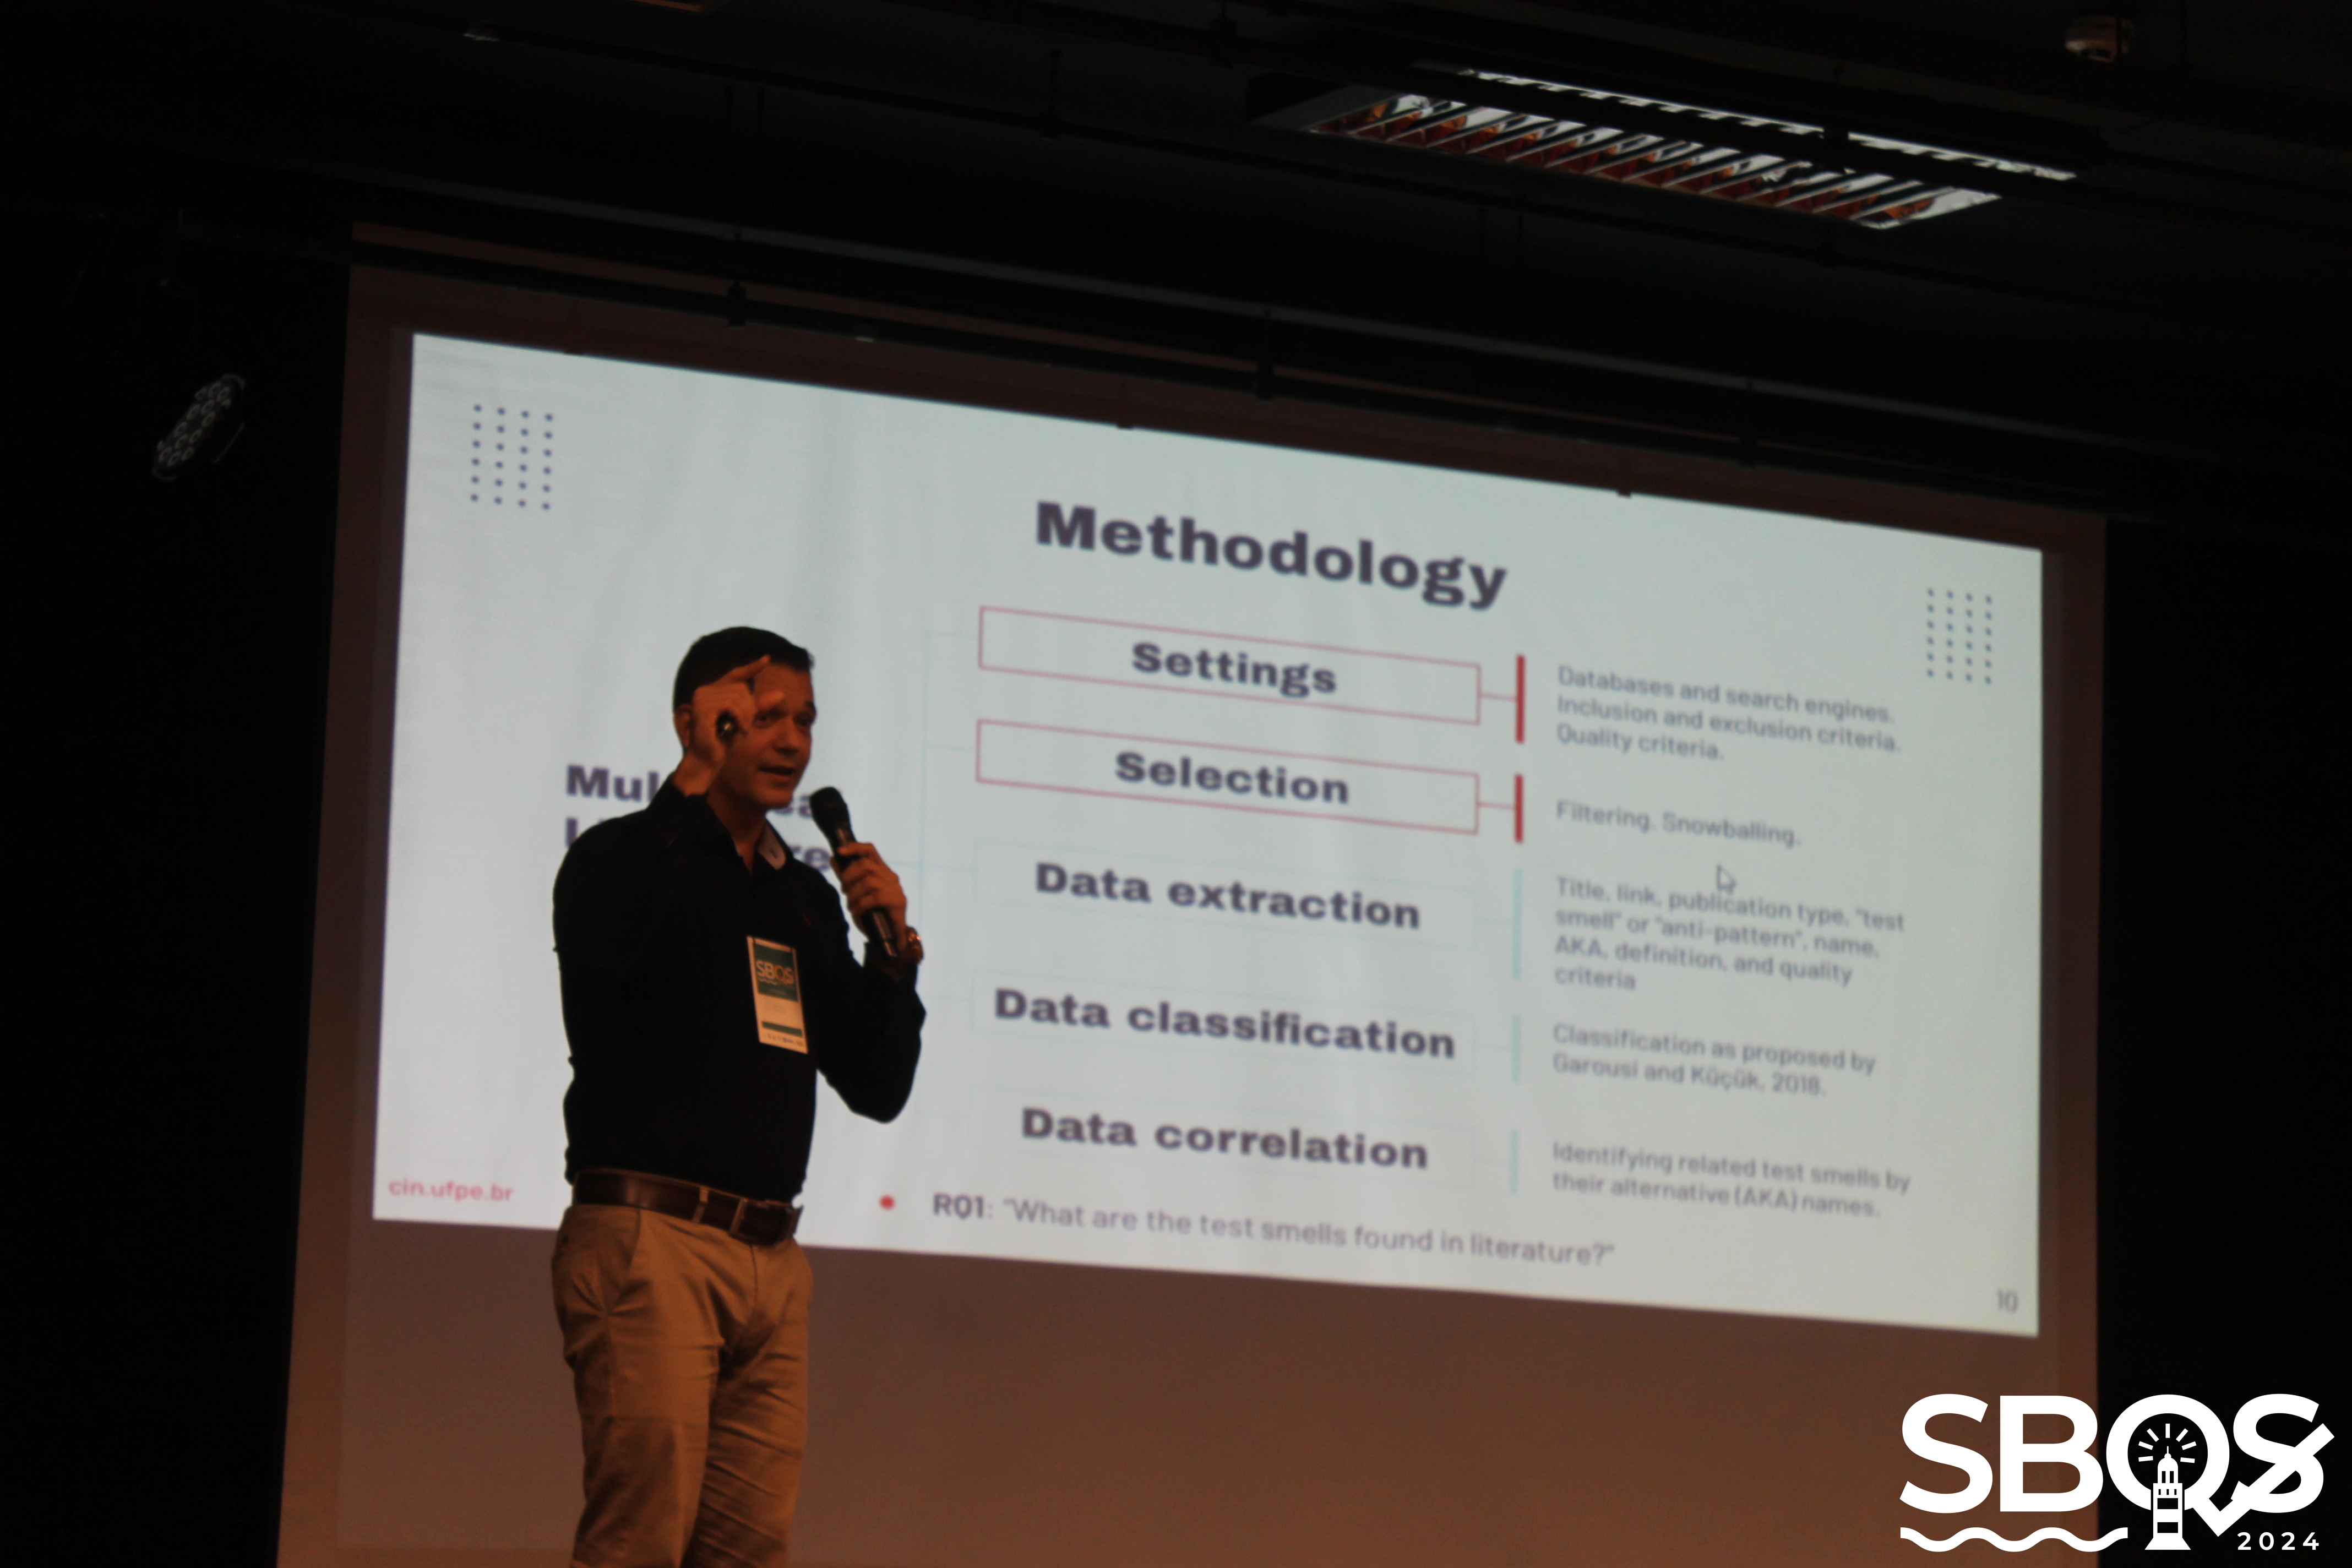 Methodology
Settings
Databases and search engines.
Inclusion and exclusion criteria.
Quality criteria.
Selection
Filtering. Snowballing.
Data extraction
Title, link, publication type, "test
smell" or "anti-pattern", name,
AKA, definition, and quality
criteria
Data classification
Classification as proposed by
Garousi and Küçük, 2018.
Data correlation
Identifying related test smells by
their alternative (AKA) names.
cin.ufpe.br
RQ1: "What are the test smells found in literature?"
10
SBQS
SBQS
2024